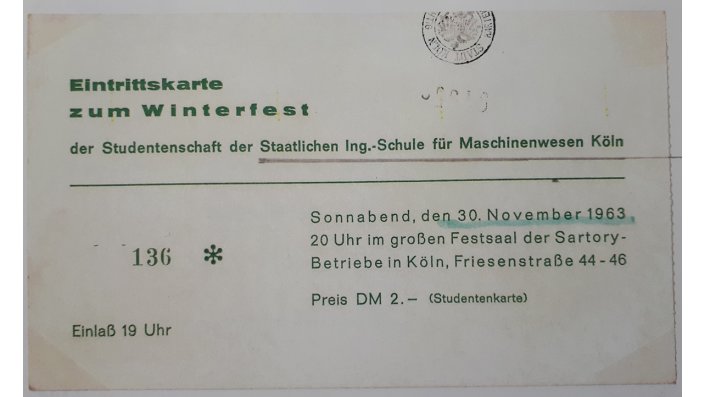 STADT KÖLN
Eintrittskarte
zum Winterfest
der Studentenschaft der Staatlichen Ing.-Schule für Maschinenwesen Köln
Sonnabend, den 30. November 1963
20 Uhr im großen Festsaal der Sartory-
Betriebe in Köln, Friesenstraße 44-46
136 *
Preis DM 2.— (Studentenkarte)
Einlaß 19 Uhr